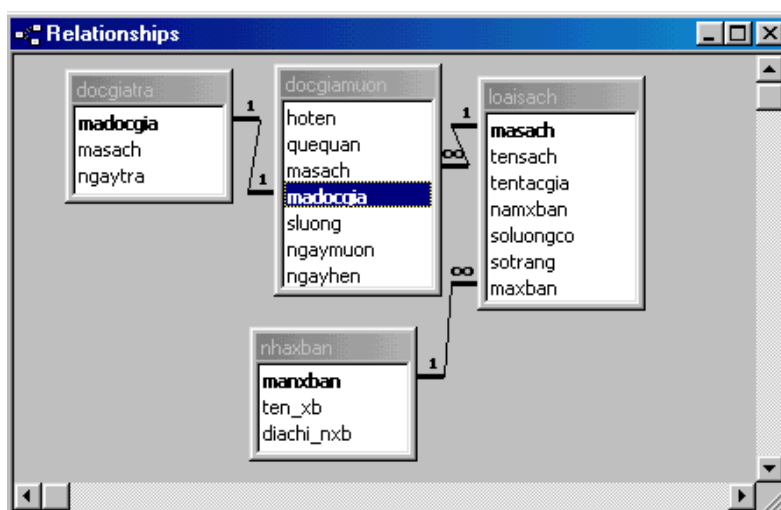 Relationships
docgiatra
madocgia
masach
ngaytra
1
1
docgiamuon
hoten
quequan
masach
madocgia
sluong
ngaymuon
ngayhen
1
∞
loaisach
masach
tensach
tentacgia
namxban
soluongco
sotrang
maxban
∞
1
nhaxban
manxban
ten_xb
diachi_nxb